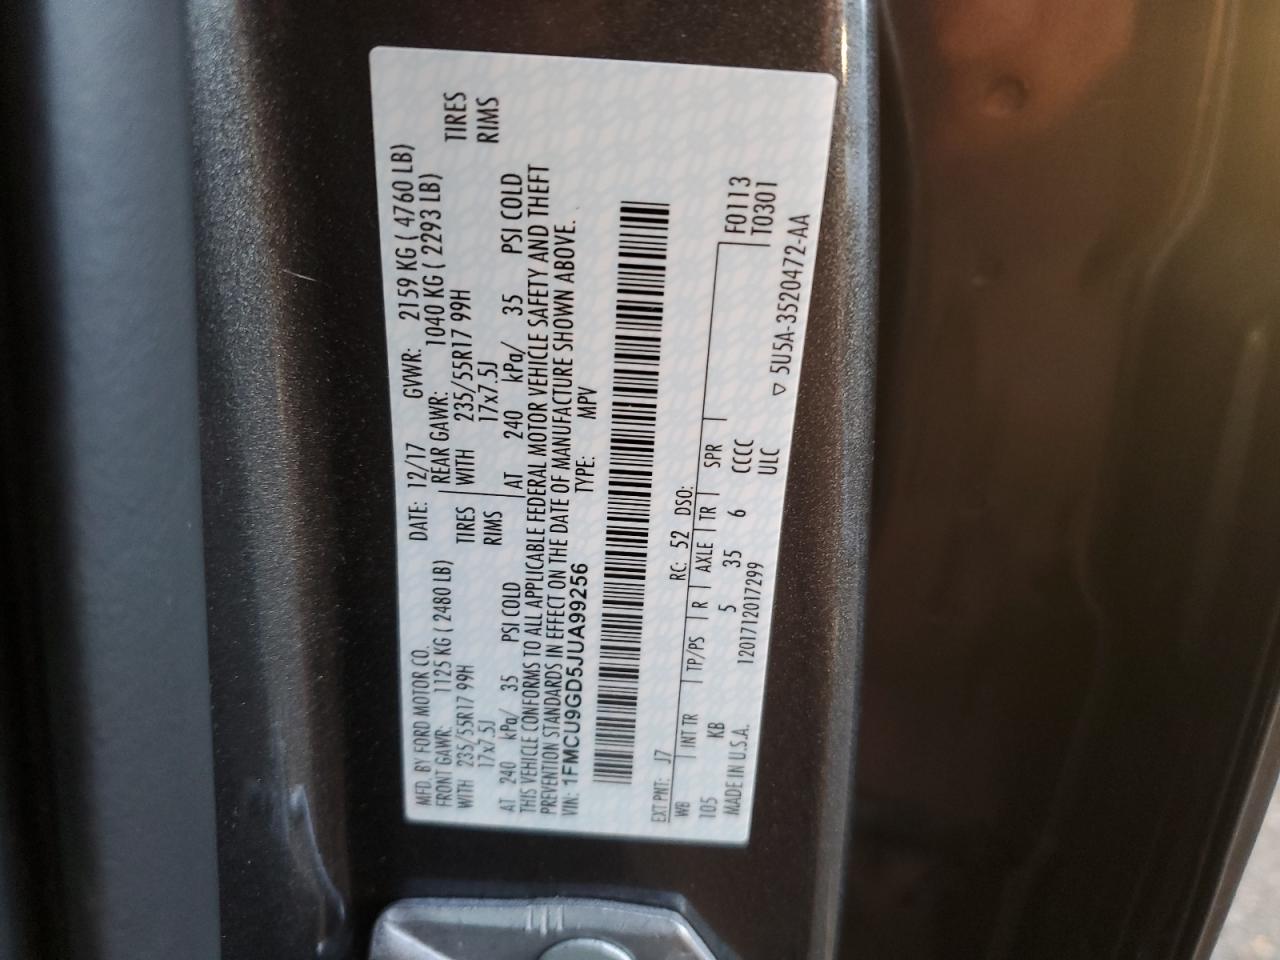 MFD. BY FORD MOTOR CO. DATE: 12/17 GVWR: 2159 KG ( 4760 LB)
FRONT GAWR: 1125 KG ( 2480 LB) REAR GAWR: 1040 KG ( 2293 LB)
WITH 235/55R17 99H TIRES WITH 235/55R17 99H TIRES
17x7.5J RIMS 17x7.5J RIMS
AT 240 kPa/ 35 PSI COLD AT 240 kPa/ 35 PSI COLD
THIS VEHICLE CONFORMS TO ALL APPLICABLE FEDERAL MOTOR VEHICLE SAFETY AND THEFT
PREVENTION STANDARDS IN EFFECT ON THE DATE OF MANUFACTURE SHOWN ABOVE.
VIN: 1FMCU9GD5JUA99256 TYPE: MPV
EXT PNT: J7 RC: 52 DSO: F0113
WB INT TR TP/PS R AXLE TR SPR T0301
105 KB 5 35 6 CCCC
MADE IN U.S.A. 1201712017299 ULC
▽ 5U5A-3520472-AA